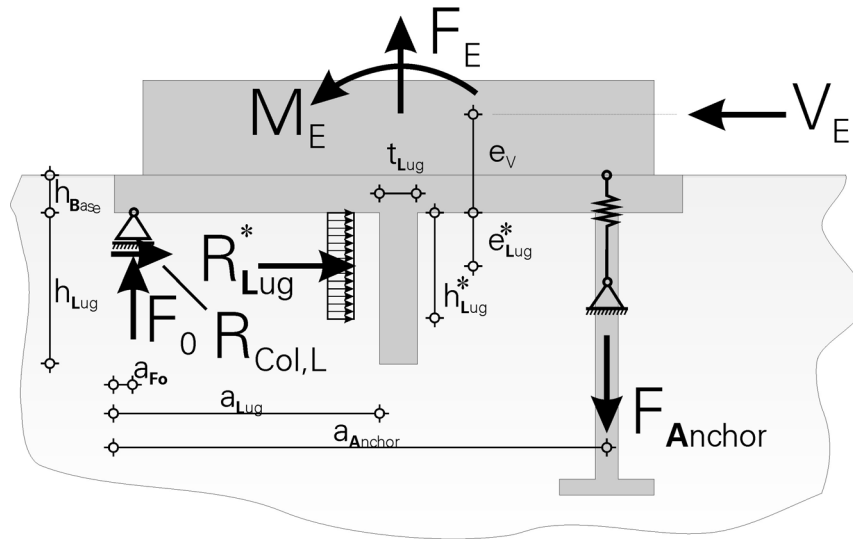 F_E
M_E
V_E
t_Lug
e_V
h_Base
R*_Lug
e*_Lug
h_Lug
h*_Lug
F_0
R_Col,L
a_Fo
a_Lug
F_Anchor
a_Anchor